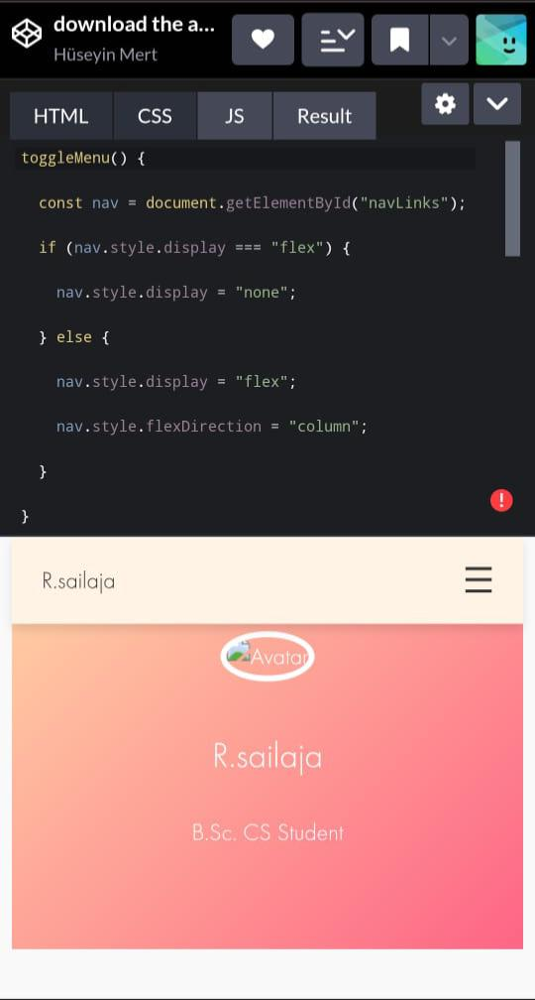 download the a...
Hüseyin Mert
HTML CSS JS Result
toggleMenu() {
const nav = document.getElementById("navLinks");
if (nav.style.display === "flex") {
nav.style.display = "none";
} else {
nav.style.display = "flex";
nav.style.flexDirection = "column";
}
}
R.sailaja
Avatar
R.sailaja
B.Sc. CS Student